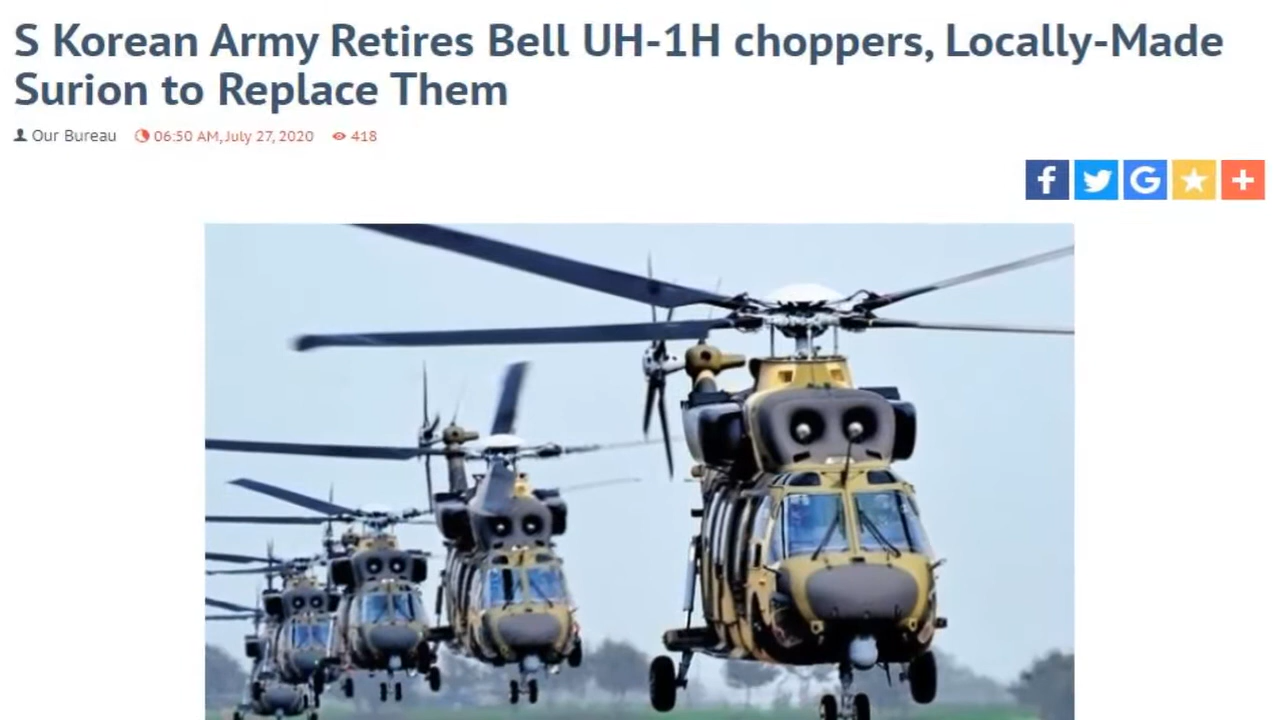 S Korean Army Retires Bell UH-1H choppers, Locally-Made
Surion to Replace Them
Our Bureau 06:50 AM, July 27, 2020 418